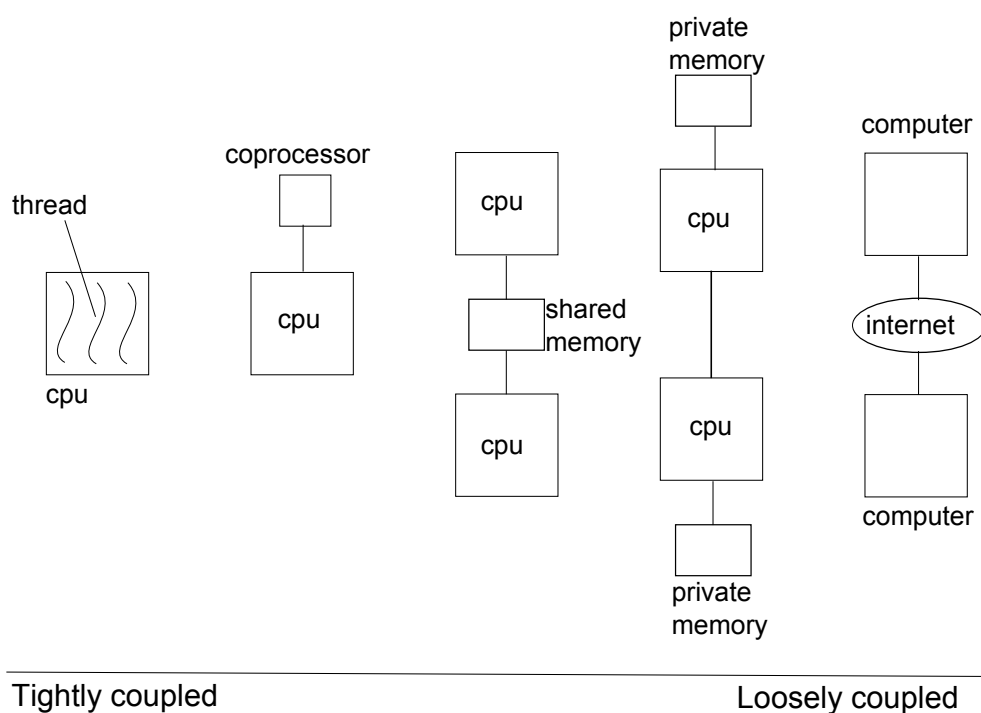 thread
cpu
coprocessor
cpu
cpu
shared
memory
cpu
private
memory
cpu
cpu
private
memory
computer
internet
computer
Tightly coupled
Loosely coupled